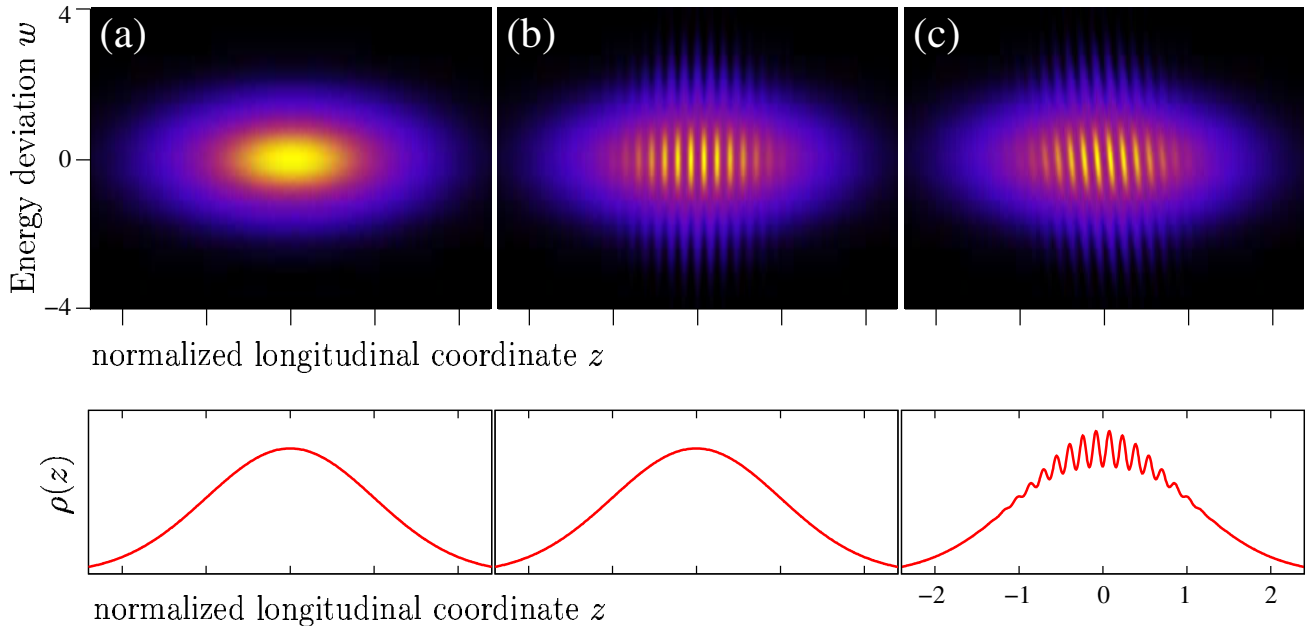 Energy deviation w
4
0
−4
(a)
(b)
(c)
normalized longitudinal coordinate z
ρ(z)
−2 −1 0 1 2
normalized longitudinal coordinate z